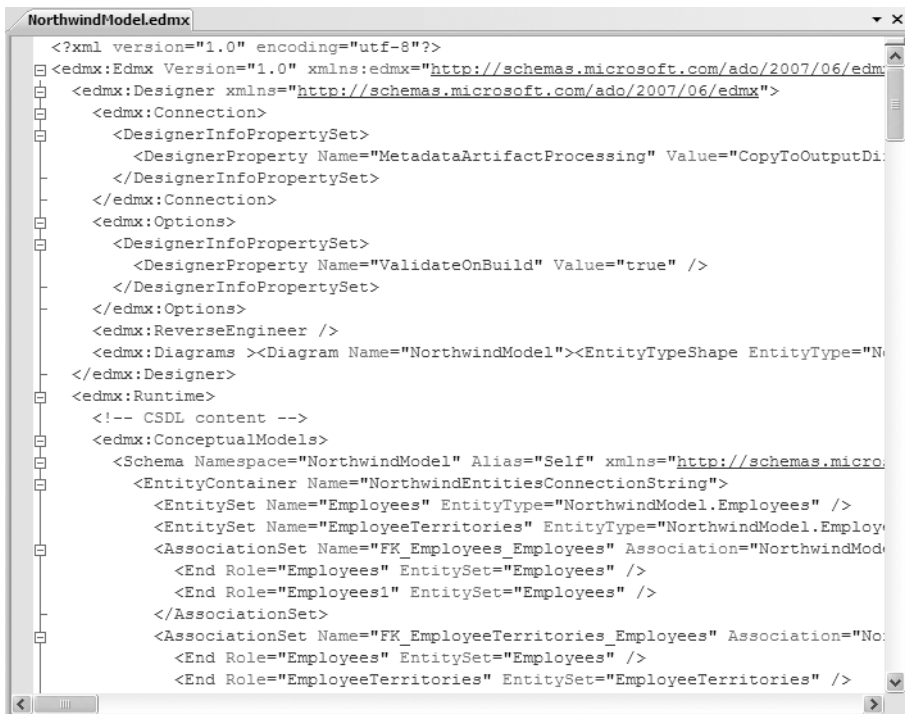 NorthwindModel.edmx
<?xml version="1.0" encoding="utf-8"?>
<edmx:Edmx Version="1.0" xmlns:edmx="http://schemas.microsoft.com/ado/2007/06/edm
<edmx:Designer xmlns="http://schemas.microsoft.com/ado/2007/06/edmx">
<edmx:Connection>
<DesignerInfoPropertySet>
<DesignerProperty Name="MetadataArtifactProcessing" Value="CopyToOutputDi
</DesignerInfoPropertySet>
</edmx:Connection>
<edmx:Options>
<DesignerInfoPropertySet>
<DesignerProperty Name="ValidateOnBuild" Value="true" />
</DesignerInfoPropertySet>
</edmx:Options>
<edmx:ReverseEngineer />
<edmx:Diagrams ><Diagram Name="NorthwindModel"><EntityTypeShape EntityType="N
</edmx:Designer>
<edmx:Runtime>
<!-- CSDL content -->
<edmx:ConceptualModels>
<Schema Namespace="NorthwindModel" Alias="Self" xmlns="http://schemas.micro
<EntityContainer Name="NorthwindEntitiesConnectionString">
<EntitySet Name="Employees" EntityType="NorthwindModel.Employees" />
<EntitySet Name="EmployeeTerritories" EntityType="NorthwindModel.Employ
<AssociationSet Name="FK_Employees_Employees" Association="NorthwindMod
<End Role="Employees" EntitySet="Employees" />
<End Role="Employees1" EntitySet="Employees" />
</AssociationSet>
<AssociationSet Name="FK_EmployeeTerritories_Employees" Association="No
<End Role="Employees" EntitySet="Employees" />
<End Role="EmployeeTerritories" EntitySet="EmployeeTerritories" />